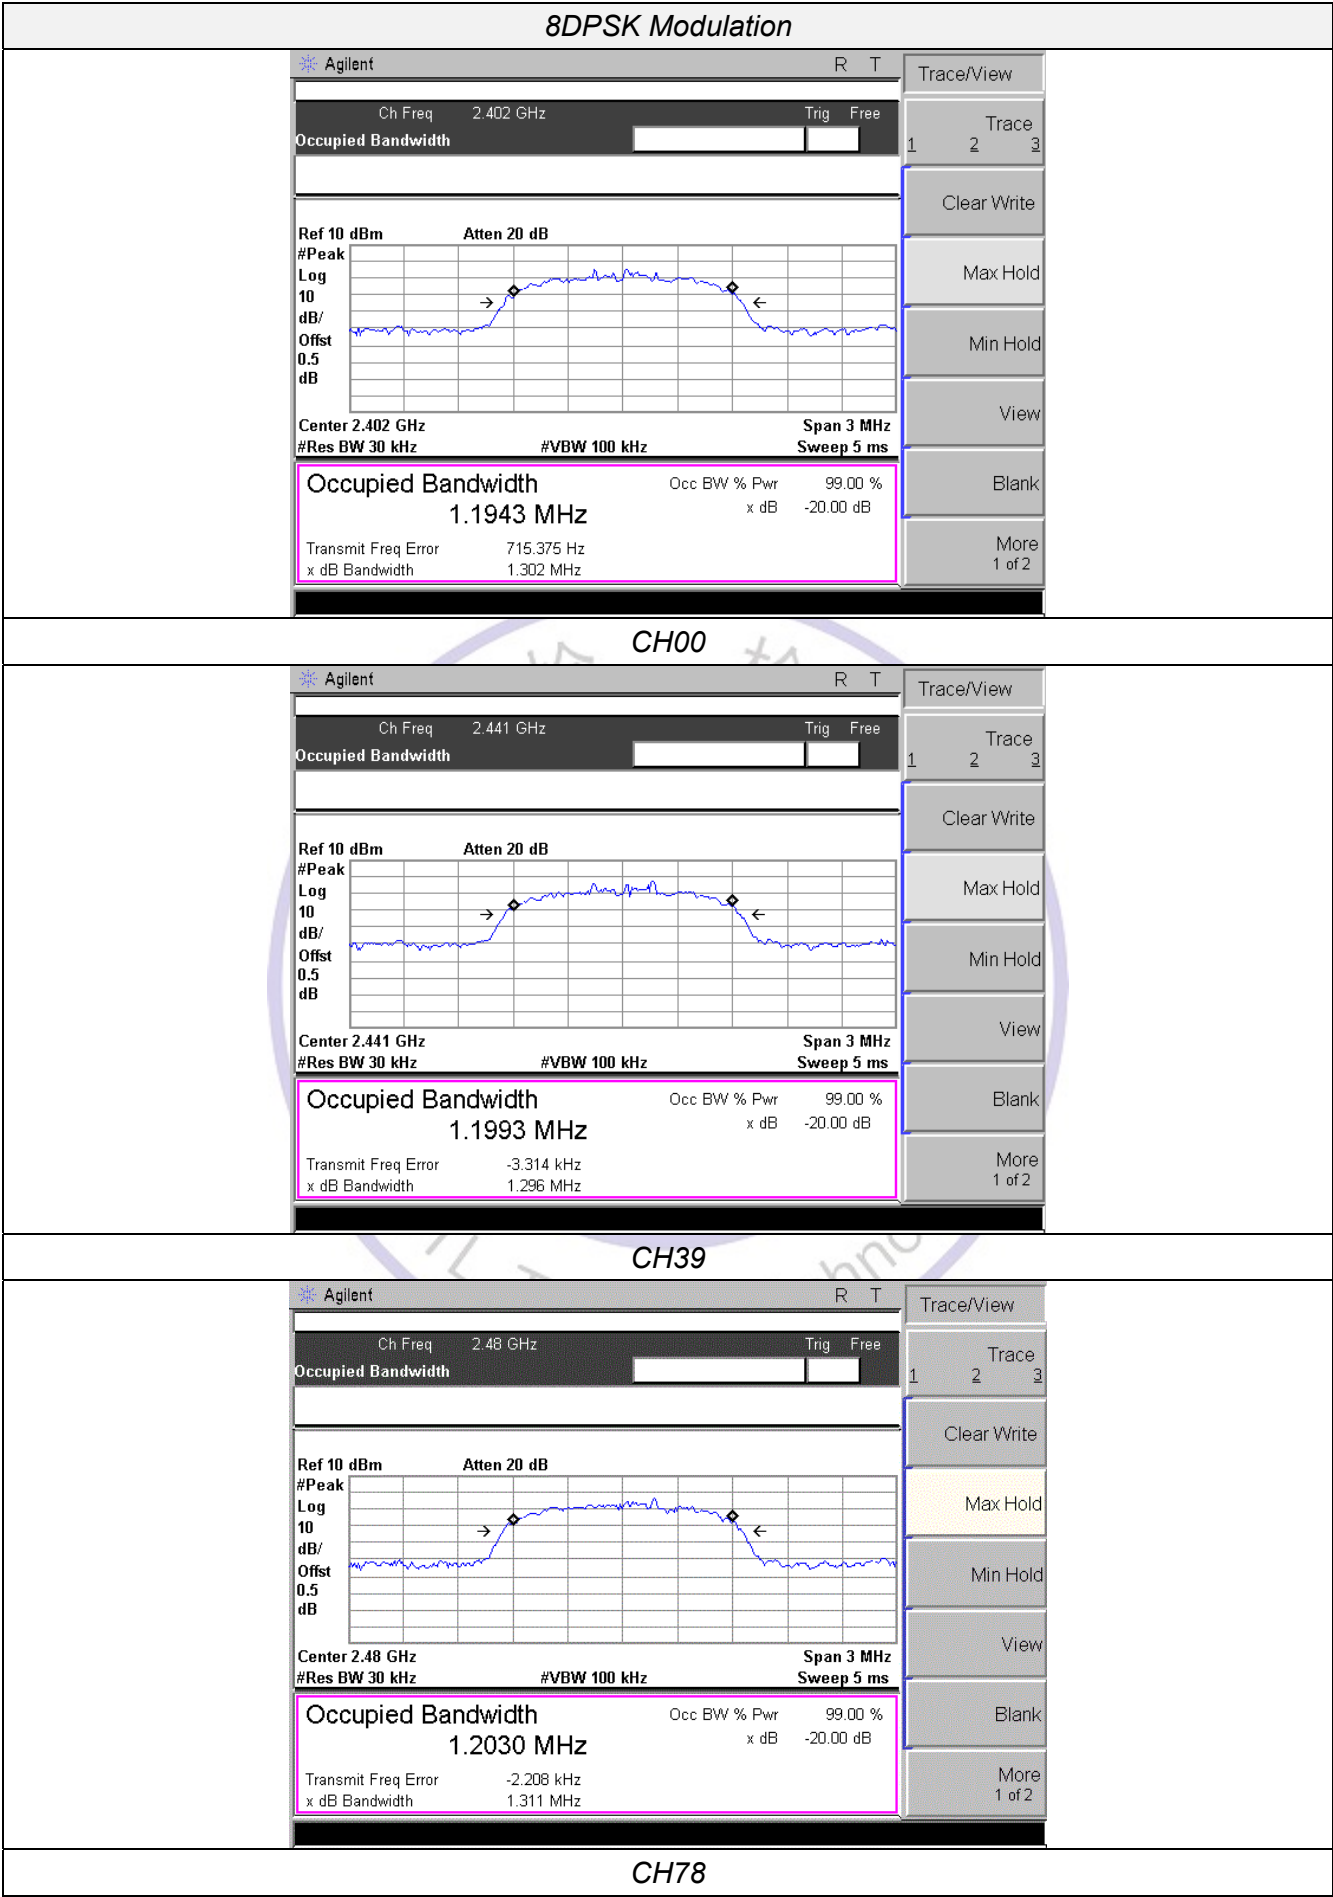 8DPSK Modulation
Agilent R T
Trace/View
Ch Freq 2.402 GHz Trig Free
Occupied Bandwidth
Trace
1 2 3
Clear Write
Ref 10 dBm Atten 20 dB
#Peak
Log
10
dB/
Offst
0.5
dB
Max Hold
Min Hold
View
Center 2.402 GHz Span 3 MHz
#Res BW 30 kHz #VBW 100 kHz Sweep 5 ms
Occupied Bandwidth Occ BW % Pwr 99.00 %
1.1943 MHz x dB -20.00 dB
Transmit Freq Error 715.375 Hz
x dB Bandwidth 1.302 MHz
Blank
More
1 of 2
CH00
Agilent R T
Trace/View
Ch Freq 2.441 GHz Trig Free
Occupied Bandwidth
Trace
1 2 3
Clear Write
Ref 10 dBm Atten 20 dB
#Peak
Log
10
dB/
Offst
0.5
dB
Max Hold
Min Hold
View
Center 2.441 GHz Span 3 MHz
#Res BW 30 kHz #VBW 100 kHz Sweep 5 ms
Occupied Bandwidth Occ BW % Pwr 99.00 %
1.1993 MHz x dB -20.00 dB
Transmit Freq Error -3.314 kHz
x dB Bandwidth 1.296 MHz
Blank
More
1 of 2
CH39
Agilent R T
Trace/View
Ch Freq 2.48 GHz Trig Free
Occupied Bandwidth
Trace
1 2 3
Clear Write
Ref 10 dBm Atten 20 dB
#Peak
Log
10
dB/
Offst
0.5
dB
Max Hold
Min Hold
View
Center 2.48 GHz Span 3 MHz
#Res BW 30 kHz #VBW 100 kHz Sweep 5 ms
Occupied Bandwidth Occ BW % Pwr 99.00 %
1.2030 MHz x dB -20.00 dB
Transmit Freq Error -2.208 kHz
x dB Bandwidth 1.311 MHz
Blank
More
1 of 2
CH78